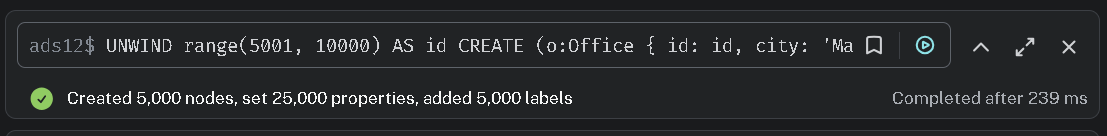 ads12$ UNWIND range(5001, 10000) AS id CREATE (o:Office { id: id, city: 'Ma
Created 5,000 nodes, set 25,000 properties, added 5,000 labels
Completed after 239 ms